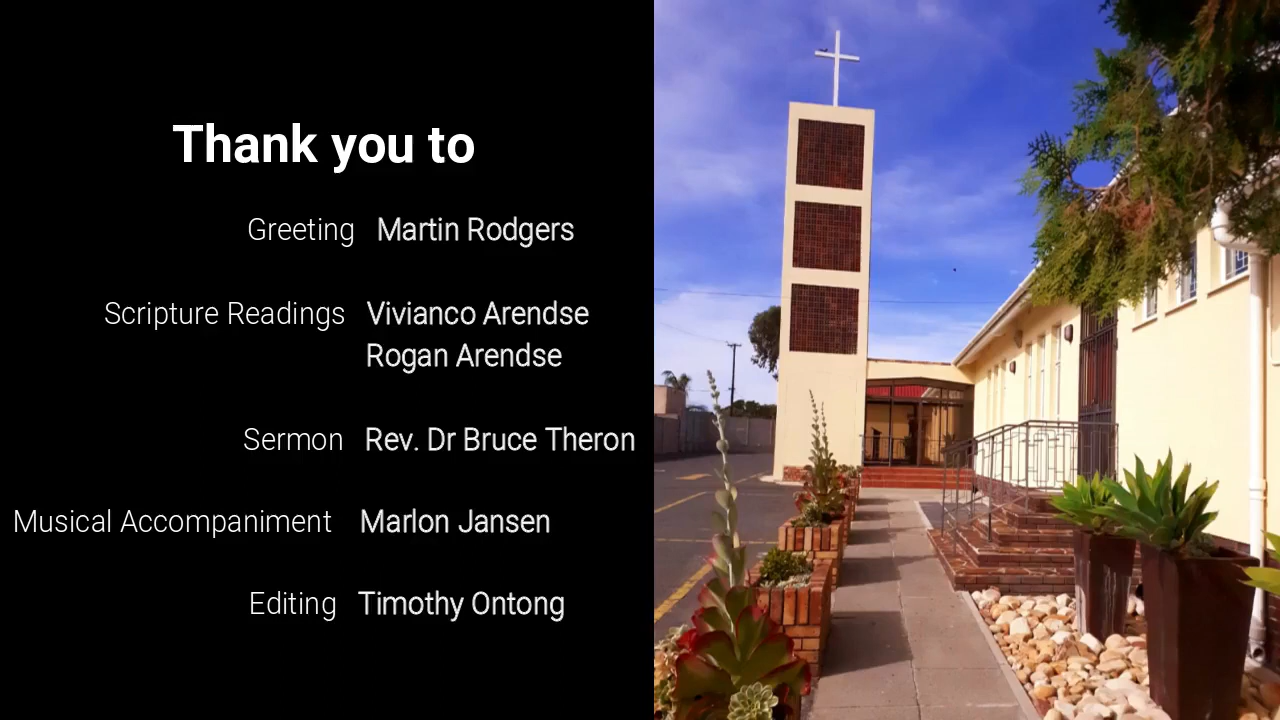 Thank you to
Greeting Martin Rodgers
Scripture Readings Vivianco Arendse
Rogan Arendse
Sermon Rev. Dr Bruce Theron
Musical Accompaniment Marlon Jansen
Editing Timothy Ontong